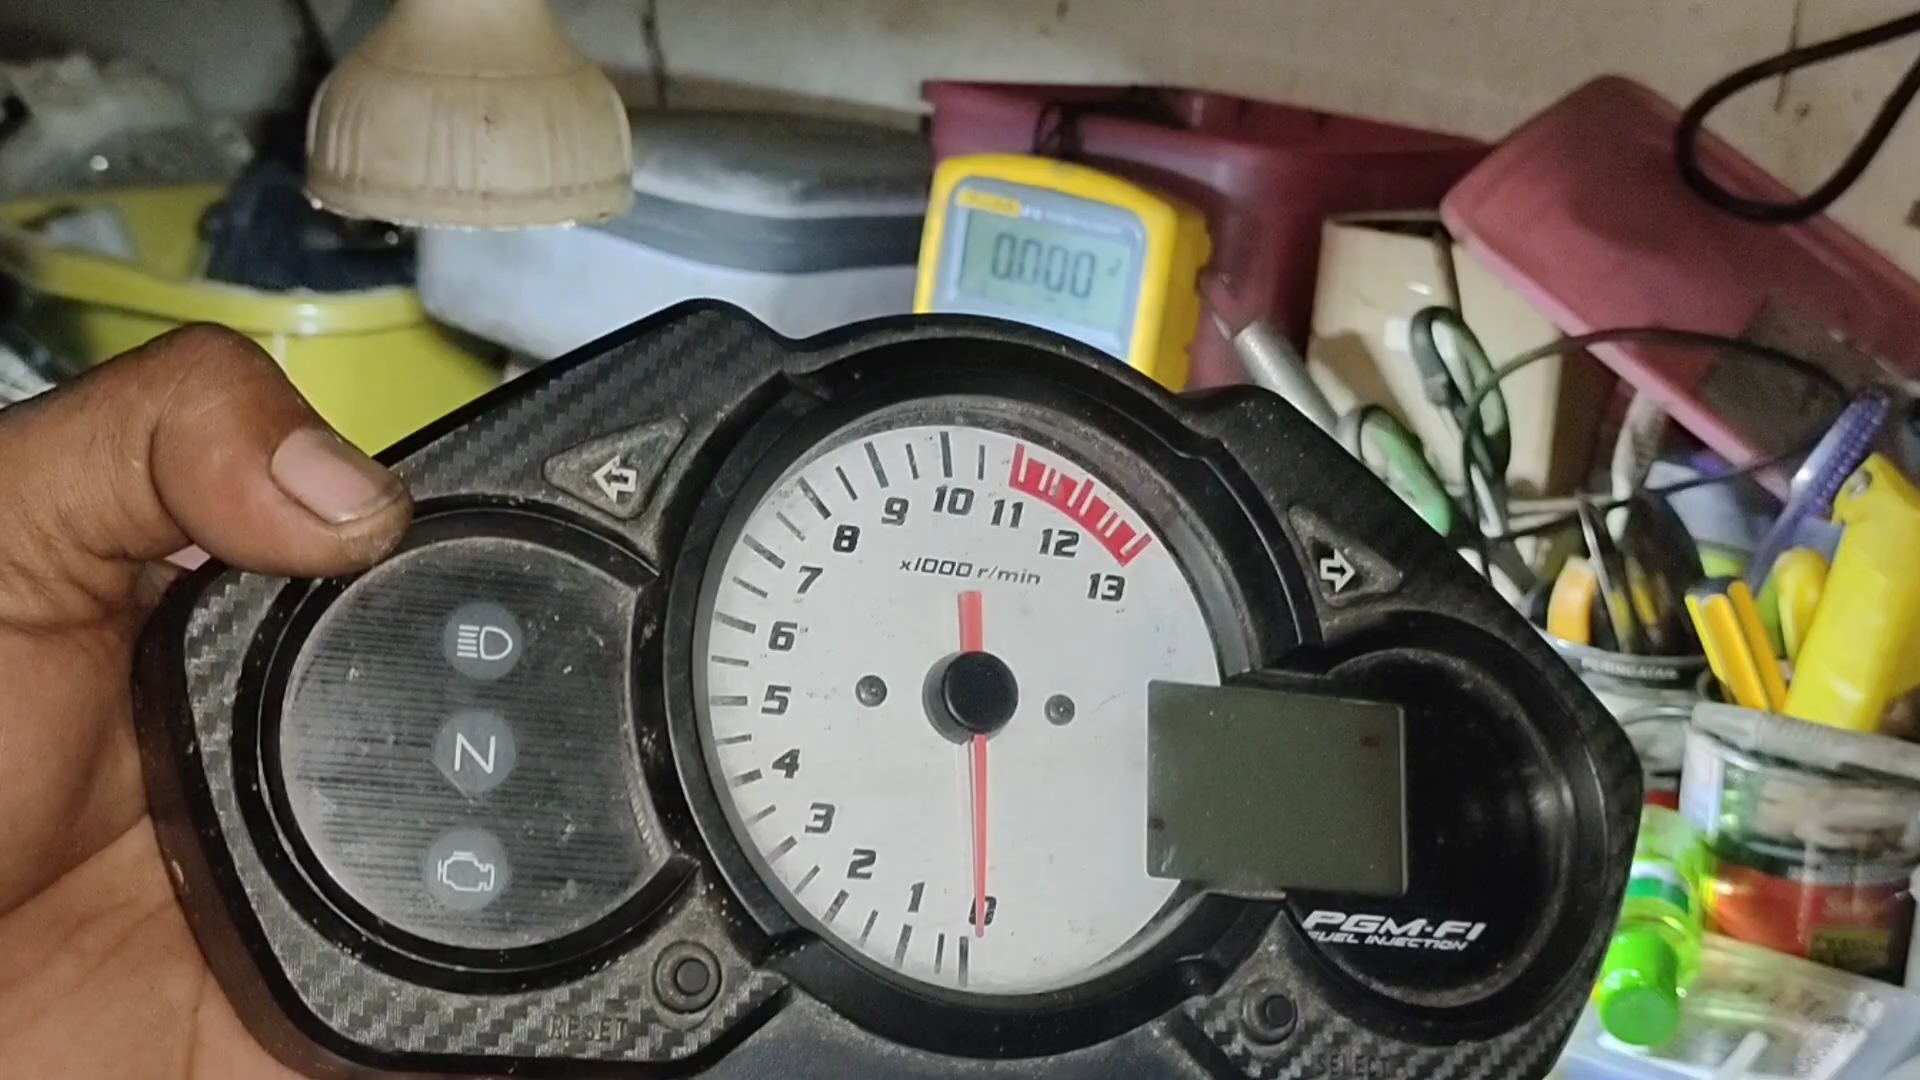 0.000
10
9
11
8
12
x1000 r/min
7
13
6
5
N
4
3
2
1
0
PGM-FI
FUEL INJECTION
RESET
SELECT